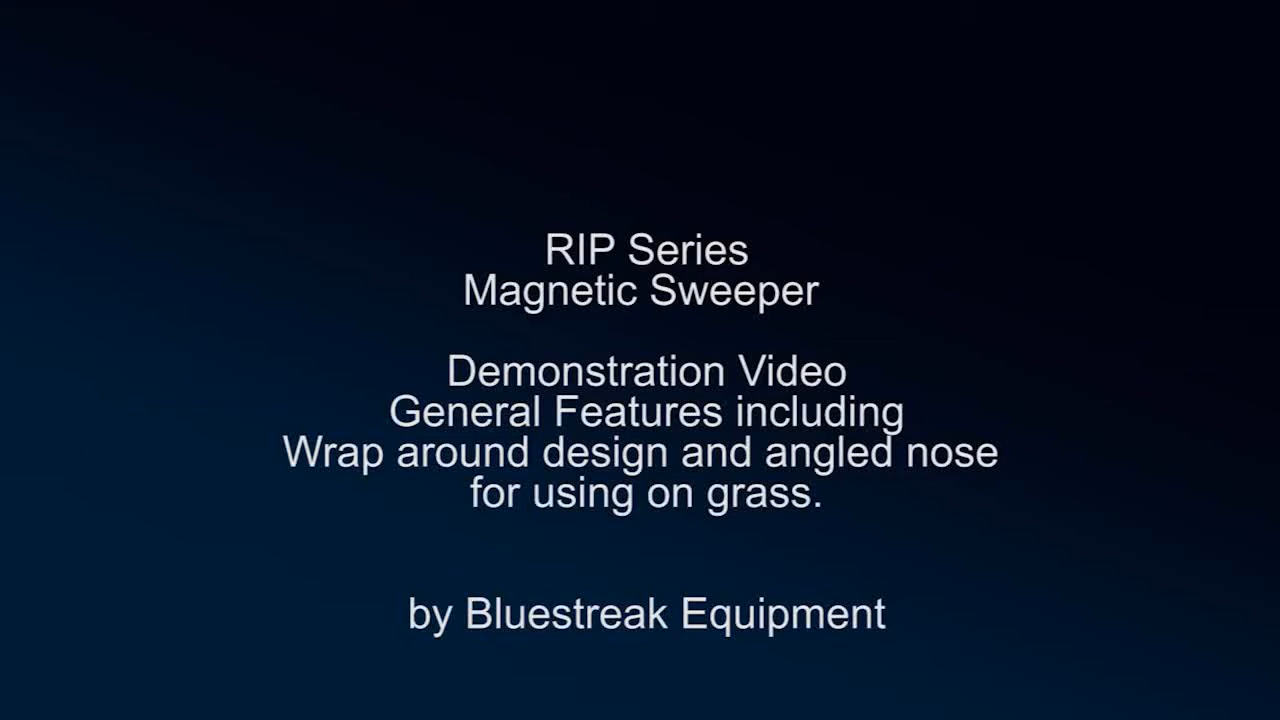 RIP Series
Magnetic Sweeper
Demonstration Video
General Features including
Wrap around design and angled nose
for using on grass.
by Bluestreak Equipment